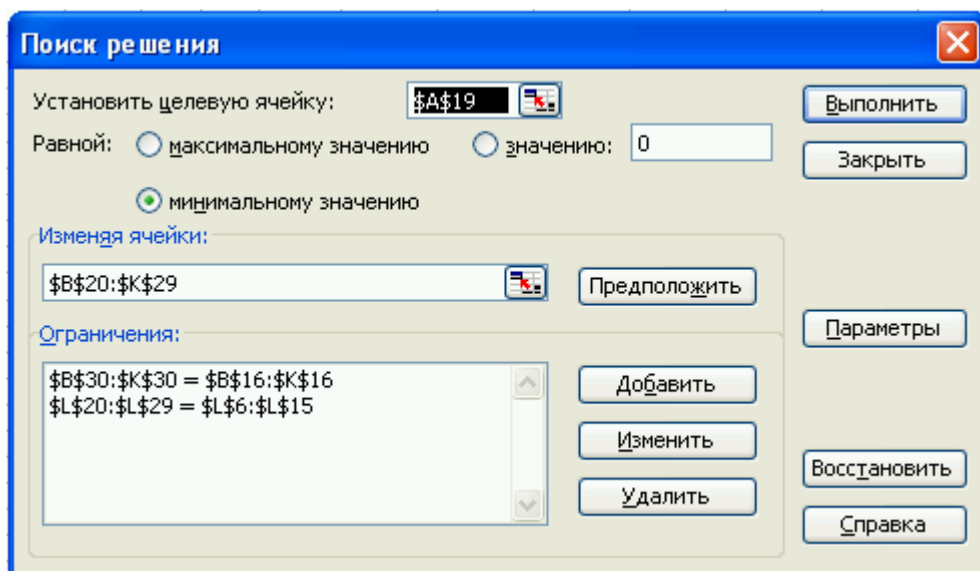 Поиск решения
Установить целевую ячейку: $A$19
Выполнить
Равной: максимальному значению значению: 0
Закрыть
минимальному значению
Изменяя ячейки:
$B$20:$K$29
Предположить
Ограничения:
Параметры
$B$30:$K$30 = $B$16:$K$16
$L$20:$L$29 = $L$6:$L$15
Добавить
Изменить
Удалить
Восстановить
Справка